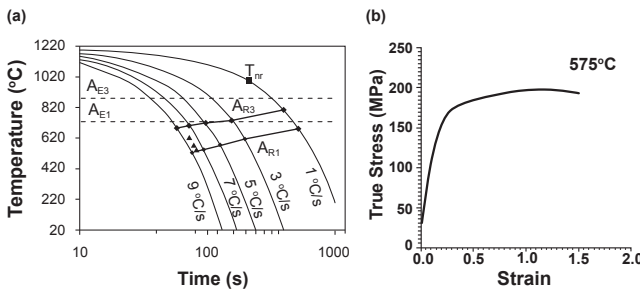 (a)
1220
1020
820
620
420
220
20
Temperature (°C)
A_E3
A_E1
T_nr
A_R3
A_R1
9 °C/s
7 °C/s
5 °C/s
3 °C/s
1 °C/s
10
100
1000
Time (s)
(b)
575°C
250
200
150
100
50
0
True Stress (MPa)
0.0
0.5
1.0
1.5
2.0
Strain